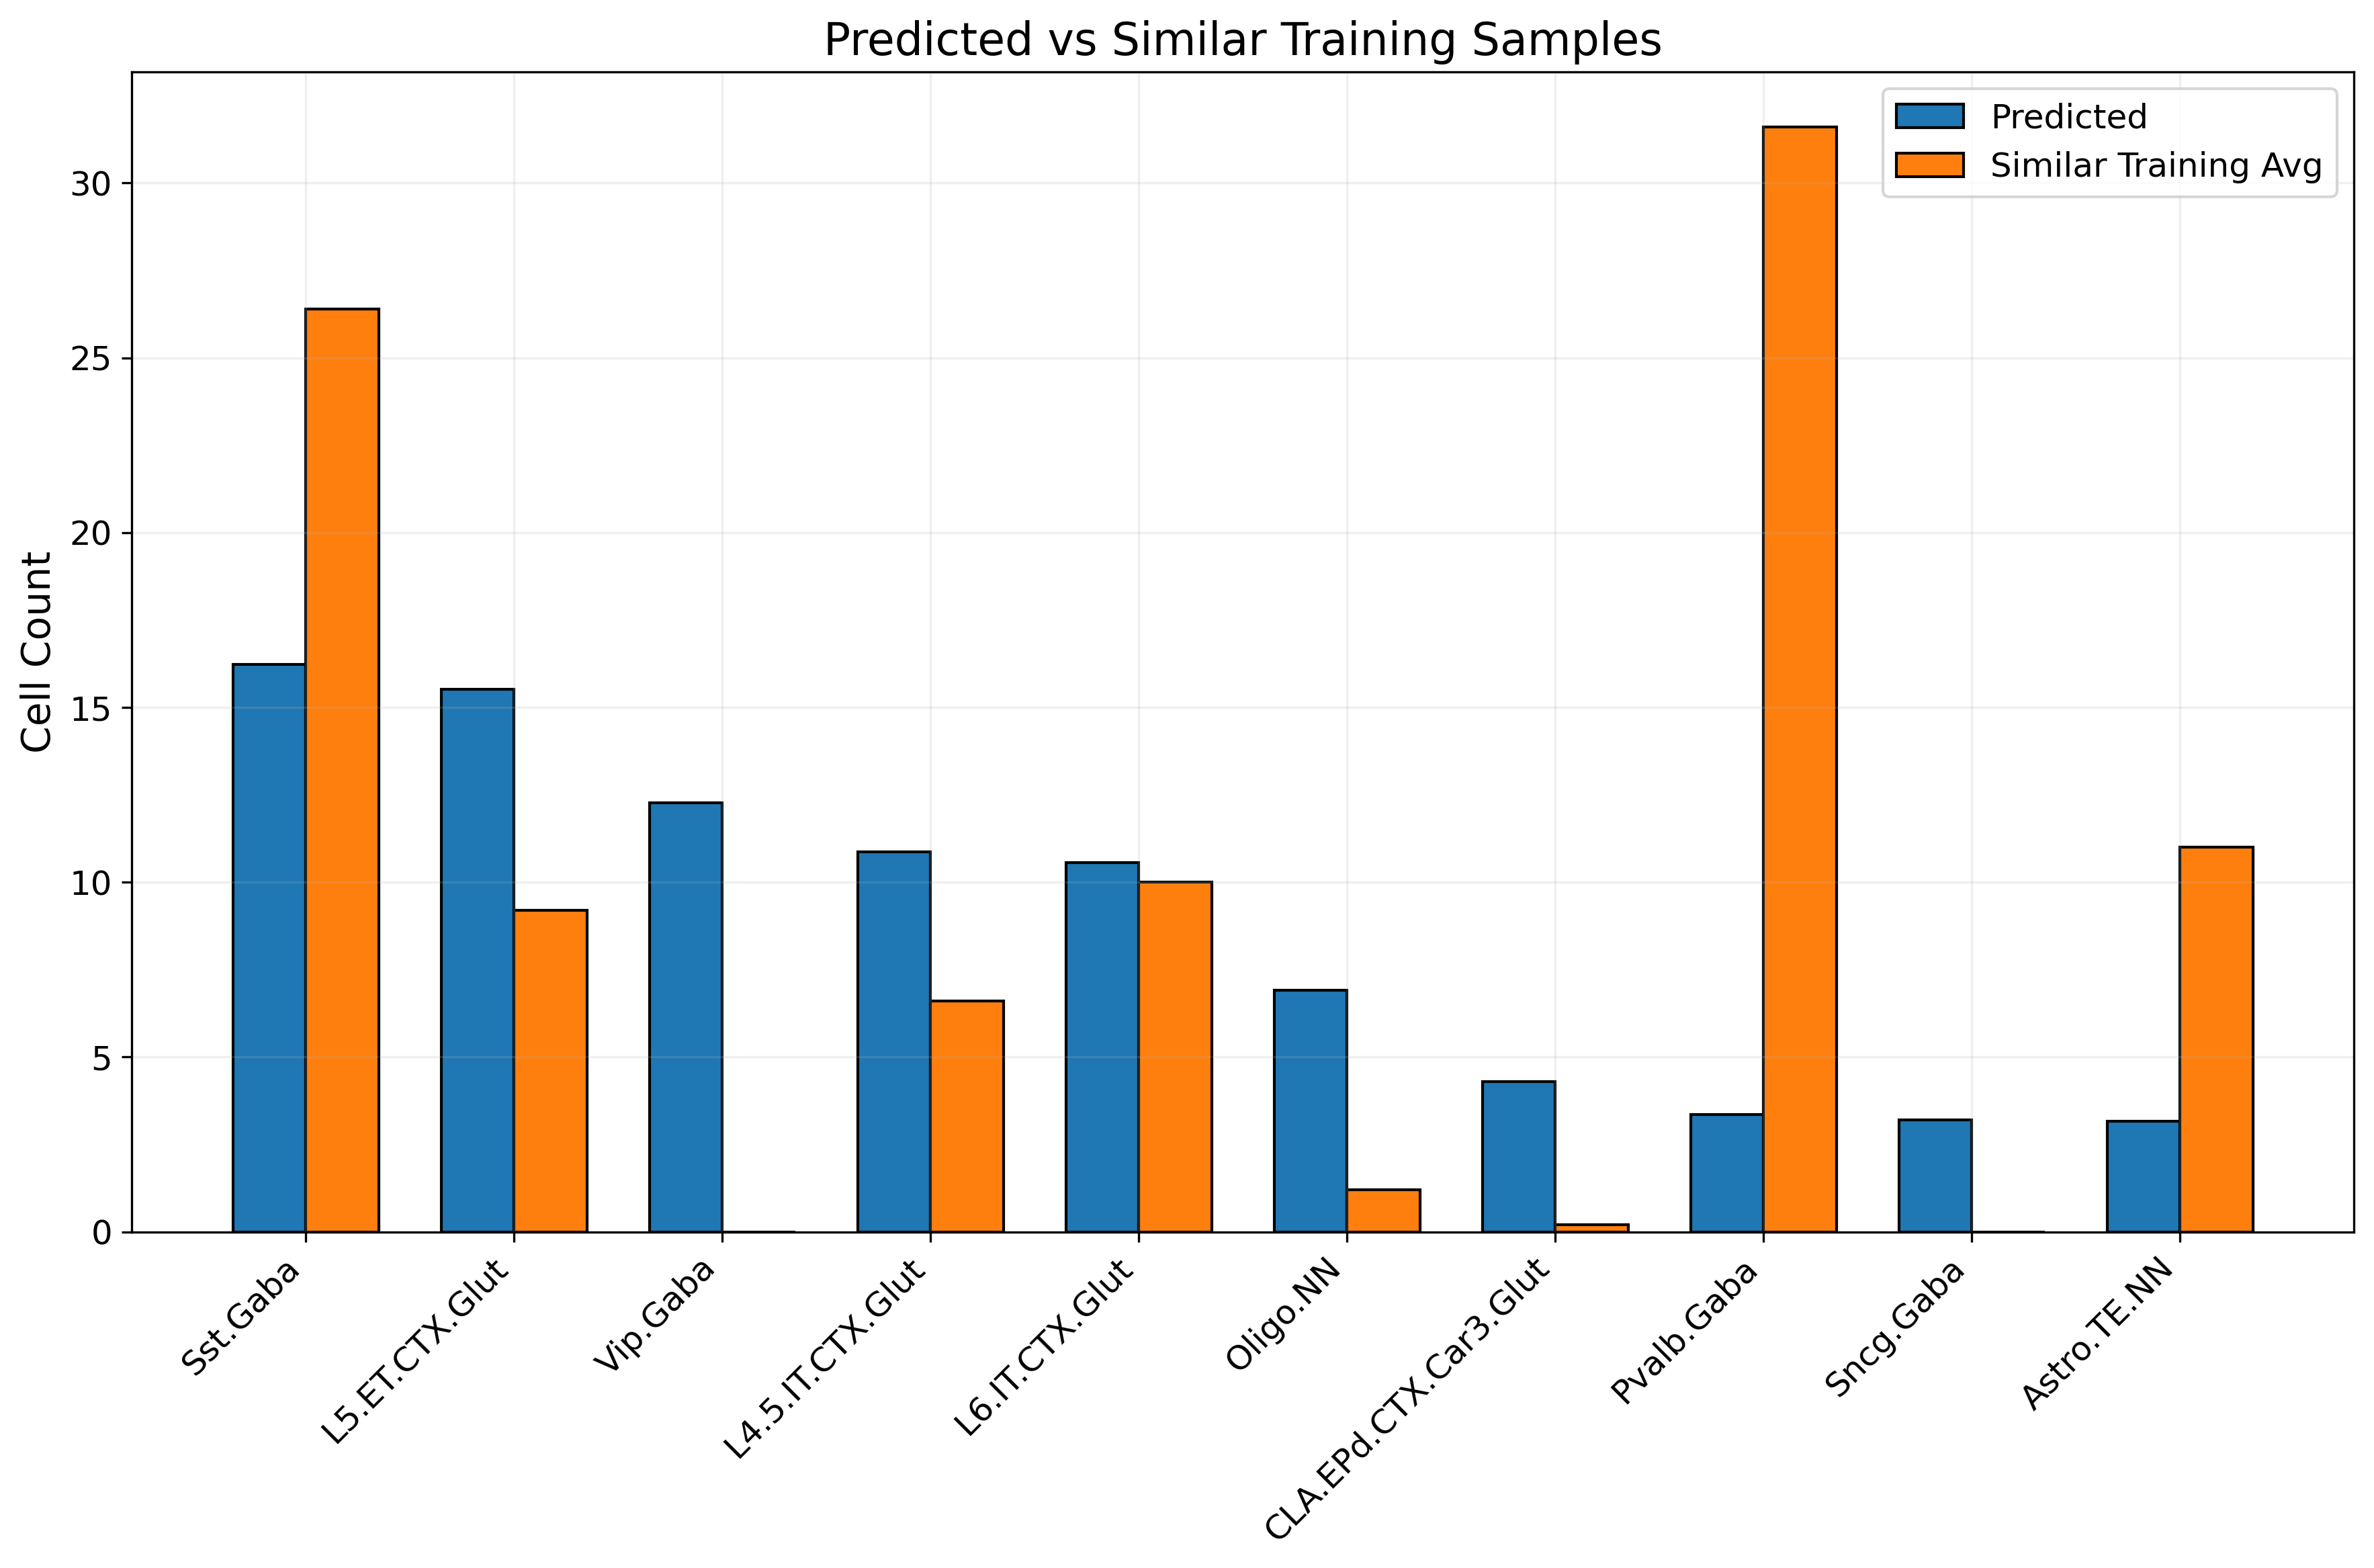 Predicted vs Similar Training Samples
Predicted
Similar Training Avg
Cell Count
30
25
20
15
10
5
0
Sst.Gaba
L5.ET.CTX.Glut
Vip.Gaba
L4.5.IT.CTX.Glut
L6.IT.CTX.Glut
Oligo.NN
CLA.EPd.CTX.Car3.Glut
Pvalb.Gaba
Sncg.Gaba
Astro.TE.NN